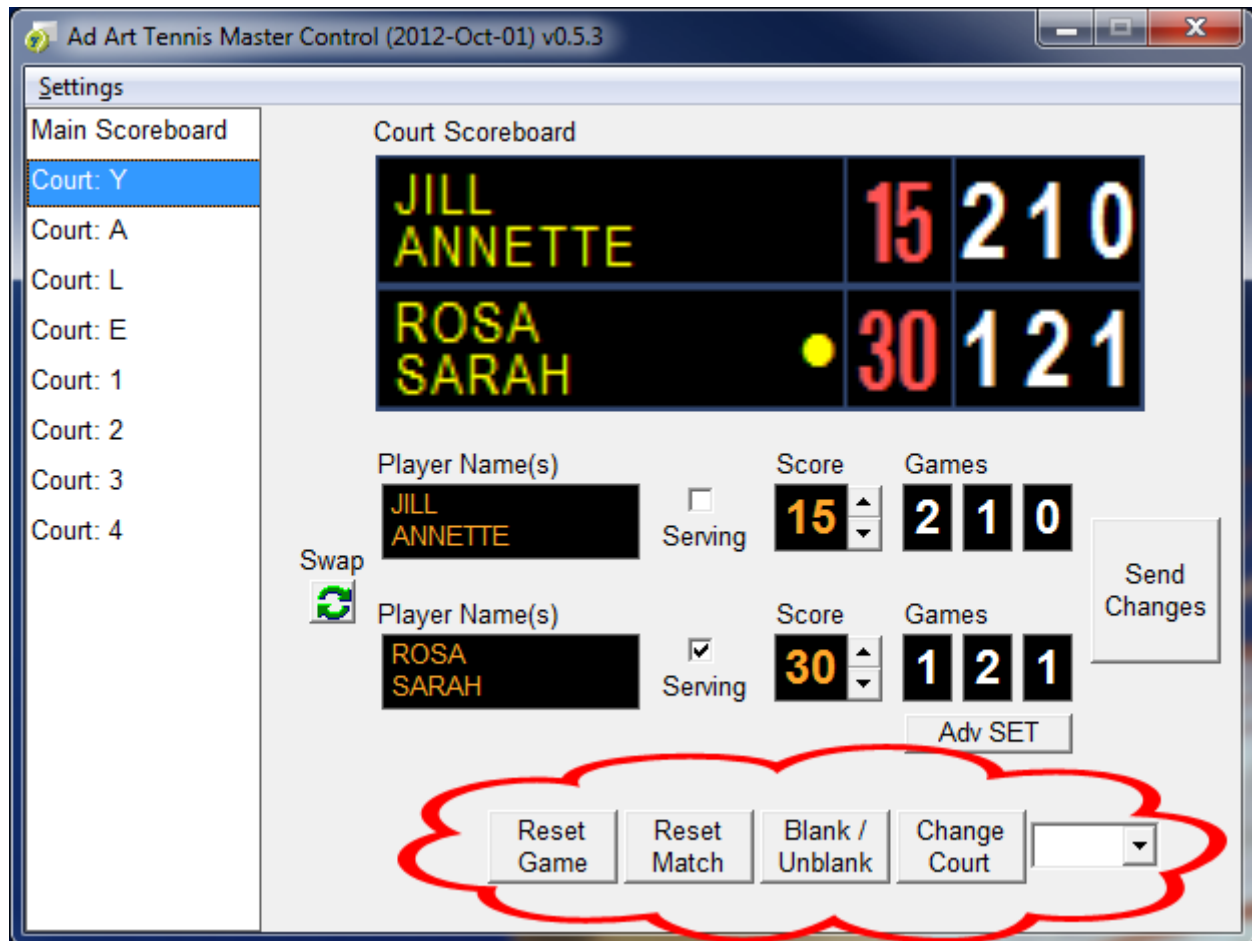 Ad Art Tennis Master Control (2012-Oct-01) v0.5.3
Settings
Main Scoreboard
Court: Y
Court: A
Court: L
Court: E
Court: 1
Court: 2
Court: 3
Court: 4
Court Scoreboard
JILL
ANNETTE
15 2 1 0
ROSA
SARAH
30 1 2 1
Player Name(s) Score Games
JILL
ANNETTE
Serving
15 2 1 0
Swap
Send
Changes
Player Name(s) Score Games
ROSA
SARAH
Serving
30 1 2 1
Adv SET
Reset
Game
Reset
Match
Blank /
Unblank
Change
Court